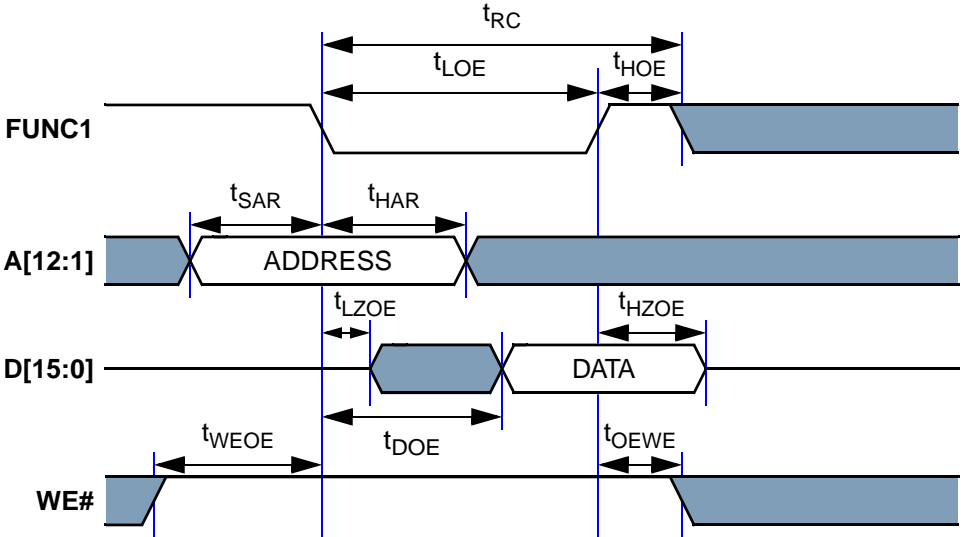 tRC
tLOE tHOE
FUNC1
tSAR tHAR
A[12:1] ADDRESS
tLZOE tHZOE
D[15:0] DATA
tWEOE tDOE tOEWE
WE#